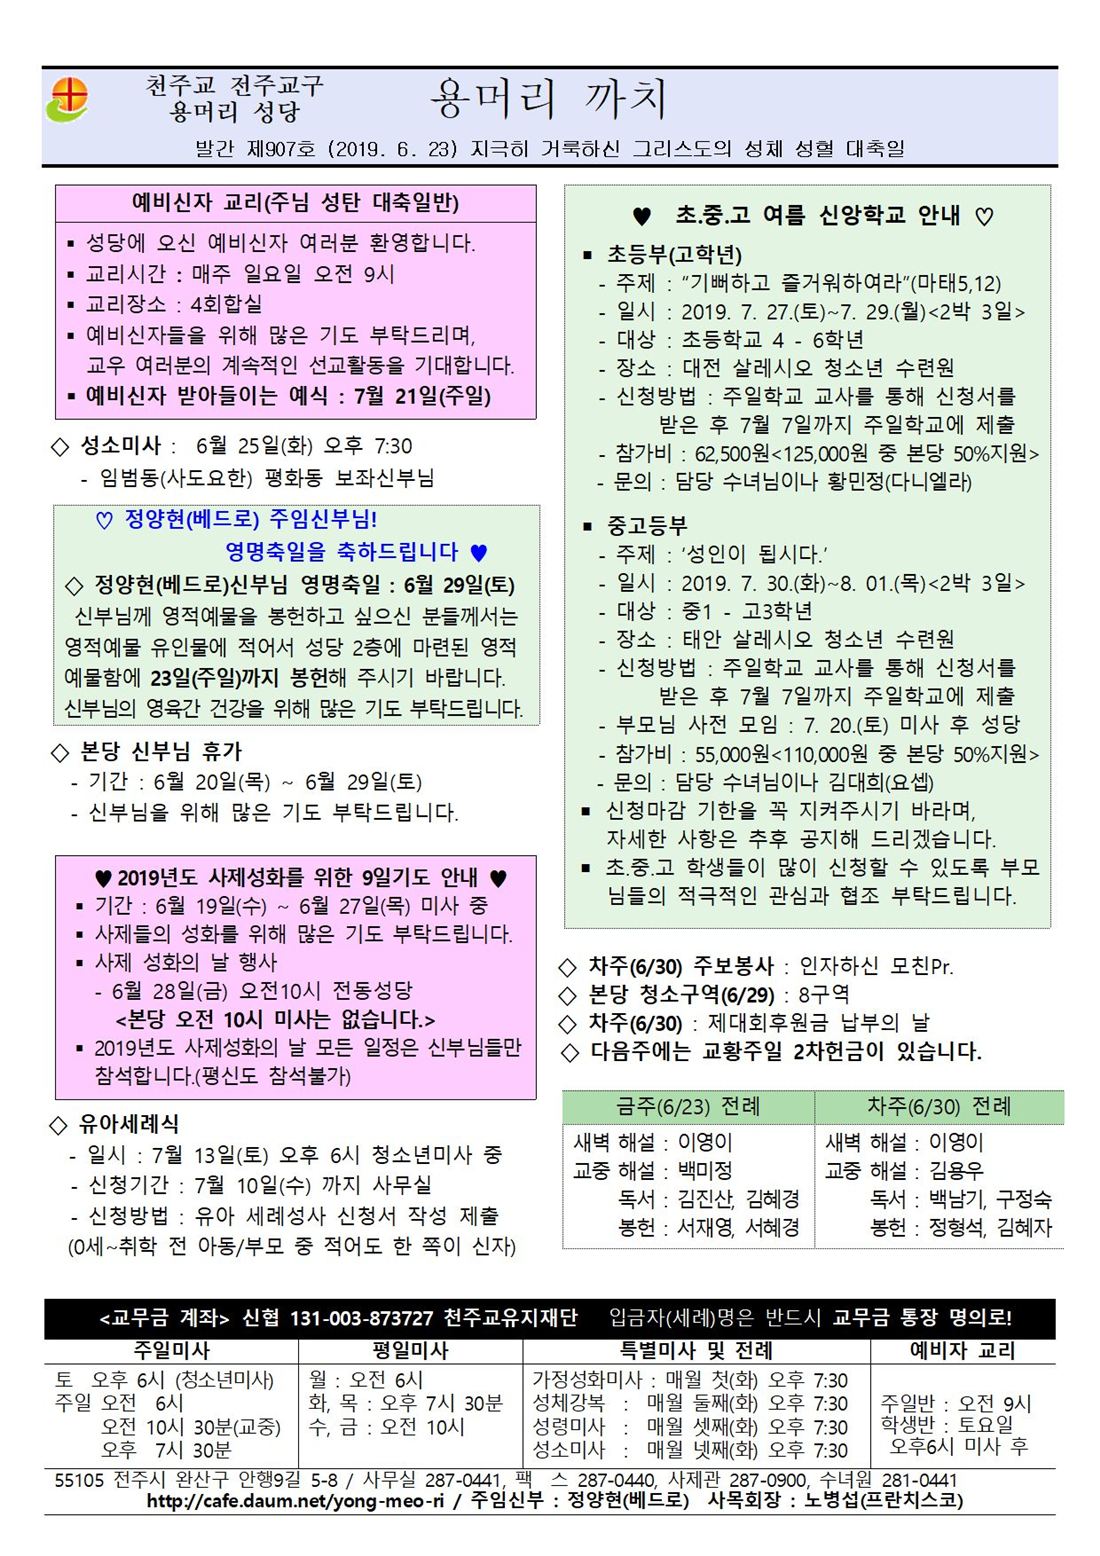 천주교 전주교구
용머리 성당
용머리 까치
발간 제907호 (2019. 6. 23) 지극히 거룩하신 그리스도의 성체 성혈 대축일
예비신자 교리(주님 성탄 대축일반)
▪ 성당에 오신 예비신자 여러분 환영합니다.
▪ 교리시간 : 매주 일요일 오전 9시
▪ 교리장소 : 4회합실
▪ 예비신자들을 위해 많은 기도 부탁드리며,
교우 여러분의 계속적인 선교활동을 기대합니다.
▪ 예비신자 받아들이는 예식 : 7월 21일(주일)
◇ 성소미사 : 6월 25일(화) 오후 7:30
- 임범동(사도요한) 평화동 보좌신부님
♡ 정양현(베드로) 주임신부님!
영명축일을 축하드립니다 ♥
◇ 정양현(베드로)신부님 영명축일 : 6월 29일(토)
신부님께 영적예물을 봉헌하고 싶으신 분들께서는
영적예물 유인물에 적어서 성당 2층에 마련된 영적
예물함에 23일(주일)까지 봉헌해 주시기 바랍니다.
신부님의 영육간 건강을 위해 많은 기도 부탁드립니다.
◇ 본당 신부님 휴가
- 기간 : 6월 20일(목) ~ 6월 29일(토)
- 신부님을 위해 많은 기도 부탁드립니다.
♥ 2019년도 사제성화를 위한 9일기도 안내 ♥
▪ 기간 : 6월 19일(수) ~ 6월 27일(목) 미사 중
▪ 사제들의 성화를 위해 많은 기도 부탁드립니다.
▪ 사제 성화의 날 행사
- 6월 28일(금) 오전10시 전동성당
<본당 오전 10시 미사는 없습니다.>
▪ 2019년도 사제성화의 날 모든 일정은 신부님들만
참석합니다.(평신도 참석불가)
◇ 유아세례식
- 일시 : 7월 13일(토) 오후 6시 청소년미사 중
- 신청기간 : 7월 10일(수) 까지 사무실
- 신청방법 : 유아 세례성사 신청서 작성 제출
(0세~취학 전 아동/부모 중 적어도 한 쪽이 신자)
♥ 초.중.고 여름 신앙학교 안내 ♡
▪ 초등부(고학년)
- 주제 : “기뻐하고 즐거워하여라”(마태5,12)
- 일시 : 2019. 7. 27.(토)~7. 29.(월)<2박 3일>
- 대상 : 초등학교 4 - 6학년
- 장소 : 대전 살레시오 청소년 수련원
- 신청방법 : 주일학교 교사를 통해 신청서를
받은 후 7월 7일까지 주일학교에 제출
- 참가비 : 62,500원<125,000원 중 본당 50%지원>
- 문의 : 담당 수녀님이나 황민정(다니엘라)
▪ 중고등부
- 주제 : ‘성인이 됩시다.’
- 일시 : 2019. 7. 30.(화)~8. 01.(목)<2박 3일>
- 대상 : 중1 - 고3학년
- 장소 : 태안 살레시오 청소년 수련원
- 신청방법 : 주일학교 교사를 통해 신청서를
받은 후 7월 7일까지 주일학교에 제출
- 부모님 사전 모임 : 7. 20.(토) 미사 후 성당
- 참가비 : 55,000원<110,000원 중 본당 50%지원>
- 문의 : 담당 수녀님이나 김대희(요셉)
▪ 신청마감 기한을 꼭 지켜주시기 바라며,
자세한 사항은 추후 공지해 드리겠습니다.
▪ 초.중.고 학생들이 많이 신청할 수 있도록 부모
님들의 적극적인 관심과 협조 부탁드립니다.
◇ 차주(6/30) 주보봉사 : 인자하신 모친Pr.
◇ 본당 청소구역(6/29) : 8구역
◇ 차주(6/30) : 제대회후원금 납부의 날
◇ 다음주에는 교황주일 2차헌금이 있습니다.
금주(6/23) 전례
새벽 해설 : 이영이
교중 해설 : 백미정
독서 : 김진산, 김혜경
봉헌 : 서재영, 서혜경
차주(6/30) 전례
새벽 해설 : 이영이
교중 해설 : 김용우
독서 : 백남기, 구정숙
봉헌 : 정형석, 김혜자
<교무금 계좌> 신협 131-003-873727 천주교유지재단 입금자(세례)명은 반드시 교무금 통장 명의로!
주일미사
토 오후 6시 (청소년미사)
주일 오전 6시
오전 10시 30분(교중)
오후 7시 30분
평일미사
월 : 오전 6시
화, 목 : 오후 7시 30분
수, 금 : 오전 10시
특별미사 및 전례
가정성화미사 : 매월 첫(화) 오후 7:30
성체강복 : 매월 둘째(화) 오후 7:30
성령미사 : 매월 셋째(화) 오후 7:30
성소미사 : 매월 넷째(화) 오후 7:30
예비자 교리
주일반 : 오전 9시
학생반 : 토요일
오후6시 미사 후
55105 전주시 완산구 안행9길 5-8 / 사무실 287-0441, 팩 스 287-0440, 사제관 287-0900, 수녀원 281-0441
http://cafe.daum.net/yong-meo-ri / 주임신부 : 정양현(베드로) 사목회장 : 노병섭(프란치스코)